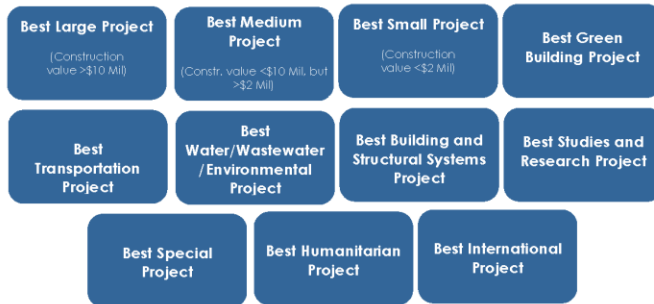 Best Large Project
(Construction
value >$10 Mil)
Best Medium
Project
(Constr. value <$10 Mil, but
>$2 Mil)
Best Small Project
(Construction
value <$2 Mil)
Best Green
Building Project
Best
Transportation
Project
Best
Water/Wastewater
/Environmental
Project
Best Building and
Structural Systems
Project
Best Studies and
Research Project
Best Special
Project
Best Humanitarian
Project
Best International
Project